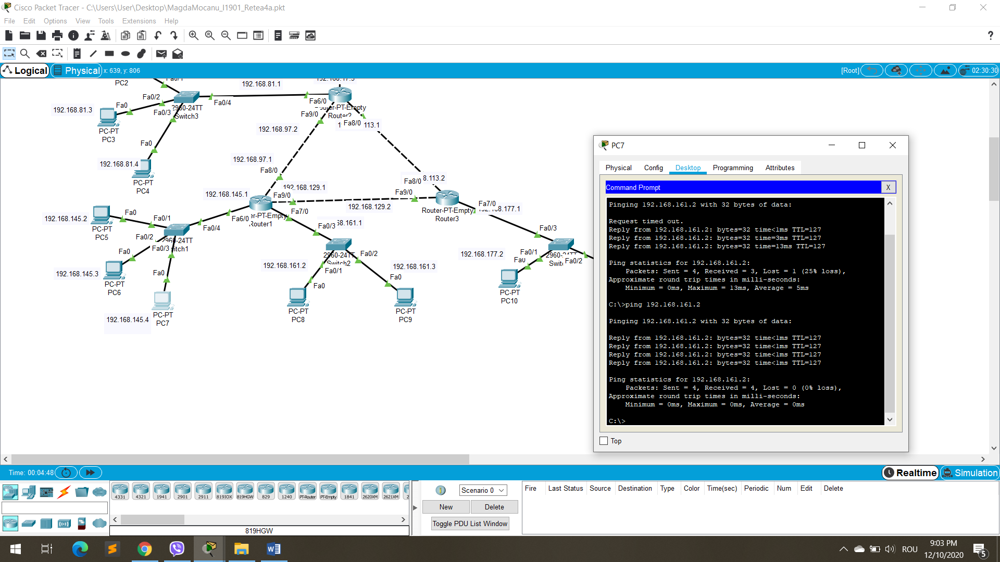 Cisco Packet Tracer - C:\Users\User\Desktop\MagdaMocanu_I1901_Retea4a.pkt
File Edit Options View Tools Extensions Help
Logical Physical x: 639, y: 806 [Root] 02:30:30
PC2
192.168.81.1
Fa0/2
Fa0
192.168.81.3
Fa0/3
Fa0/4
2960-24TT
Switch3
PC-PT
PC3
Fa0
192.168.81.4
PC-PT
PC4
Fa6/0
Fa9/0
Router2
Fa8/0
113.1
192.168.97.2
192.168.97.1
Fa8/0
192.168.129.1
192.168.145.1
Fa9/0
Fa8/0
8.113.2
Fa9/0
192.168.129.2
Router-PT-Empty
Router3
Fa7/0
177.1
Fa7/0
Fa6/0
Router1
Fa0/4
192.168.145.2
Fa0
Fa0/1
PC-PT
PC5
Fa0/2
2960-24TT
Fa0/3
Fa0
192.168.145.3
PC-PT
PC6
Fa0
192.168.145.4
PC-PT
PC7
Fa0/3
68.161.1
2960-24TT
Switch2
Fa0/2
Fa0/1
192.168.161.2
192.168.161.3
Fa0
Fa0
PC-PT
PC8
PC-PT
PC9
Fa0/3
192.168.177.2
Fa0/1
2960-24TT
Fa0/2
Fa0
PC-PT
PC10
PC7
Physical Config Desktop Programming Attributes
Command Prompt X
Pinging 192.168.161.2 with 32 bytes of data:
Request timed out.
Reply from 192.168.161.2: bytes=32 time<1ms TTL=127
Reply from 192.168.161.2: bytes=32 time=3ms TTL=127
Reply from 192.168.161.2: bytes=32 time=13ms TTL=127
Ping statistics for 192.168.161.2:
Packets: Sent = 4, Received = 3, Lost = 1 (25% loss),
Approximate round trip times in milli-seconds:
Minimum = 0ms, Maximum = 13ms, Average = 5ms
C:\>ping 192.168.161.2
Pinging 192.168.161.2 with 32 bytes of data:
Reply from 192.168.161.2: bytes=32 time<1ms TTL=127
Reply from 192.168.161.2: bytes=32 time<1ms TTL=127
Reply from 192.168.161.2: bytes=32 time<1ms TTL=127
Reply from 192.168.161.2: bytes=32 time<1ms TTL=127
Ping statistics for 192.168.161.2:
Packets: Sent = 4, Received = 4, Lost = 0 (0% loss),
Approximate round trip times in milli-seconds:
Minimum = 0ms, Maximum = 0ms, Average = 0ms
C:\>
Top
Time: 00:04:48 Realtime Simulation
4331 4321 1941 2901 2911 819IOX 819HGW 829 1240 PT-Router PT-Empty 1841 2620XM 2621XM 2
819HGW
Scenario 0
New Delete
Toggle PDU List Window
Fire Last Status Source Destination Type Color Time(sec) Periodic Num Edit Delete
ROU
9:03 PM
12/10/2020
5